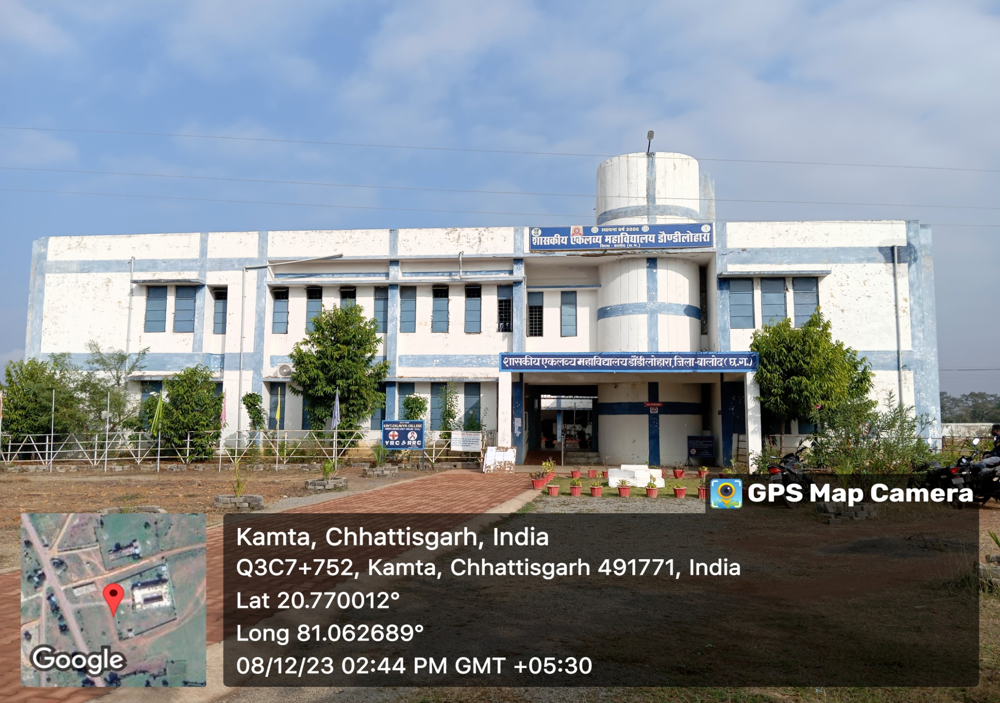 स्थापना वर्ष 2006
शासकीय एकलव्य महाविद्यालय डौण्डीलोहारा
जिला - बालोद (छ.ग.)
शासकीय एकलव्य महाविद्यालय डौंडीलोहारा, जिला-बालोद (छ.ग.)
NO PARKING
GOVT. EKLAVYA COLLEGE
YRC & RRC
GPS Map Camera
Kamta, Chhattisgarh, India
Q3C7+752, Kamta, Chhattisgarh 491771, India
Lat 20.770012°
Long 81.062689°
08/12/23 02:44 PM GMT +05:30
Google